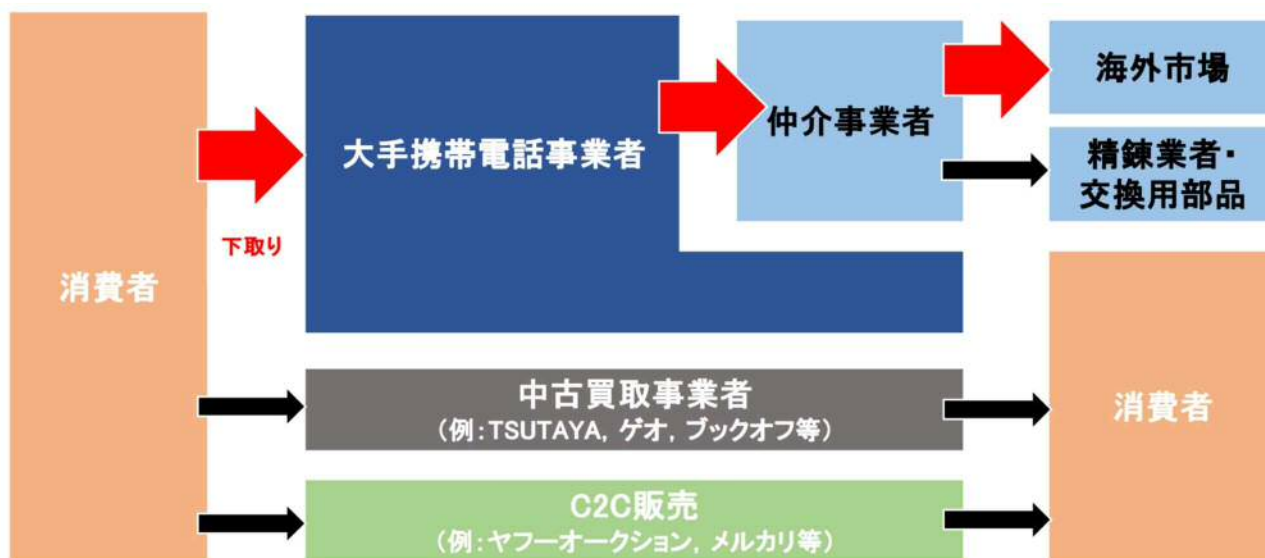 消費者
下取り
大手携帯電話事業者
仲介事業者
海外市場
精錬業者・
交換用部品
中古買取事業者
（例：TSUTAYA，ゲオ，ブックオフ等）
C2C販売
（例：ヤフーオークション，メルカリ等）
消費者